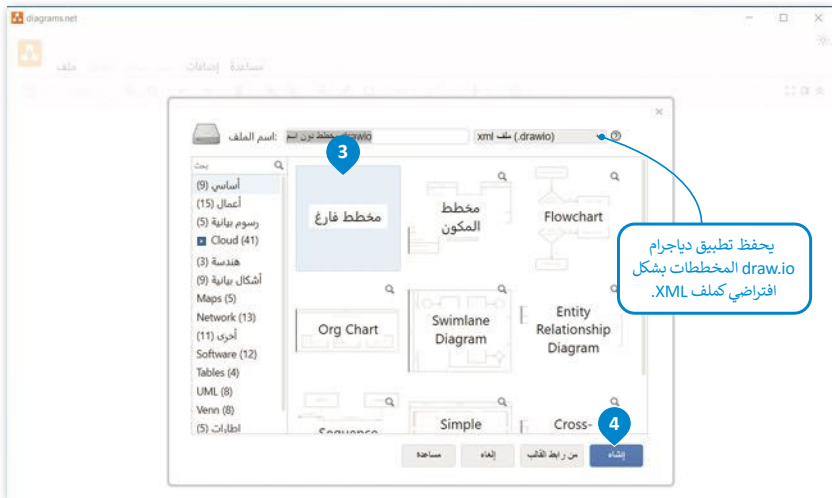 diagrams.net
ملف
إضافات
مساعدة
اسم الملف:
مخطط دون اسم.drawio
ملف xml (.drawio)
3
بحث
أساسي (9)
أعمال (15)
رسوم بيانية (5)
Cloud (41)
هندسة (3)
أشكال بيانية (9)
Maps (5)
Network (13)
أخرى (11)
Software (12)
Tables (4)
UML (8)
Venn (8)
اطارات (5)
مخطط فارغ
مخطط
المكون
Flowchart
Org Chart
Swimlane
Diagram
Entity
Relationship
Diagram
Sequence
Simple
Cross-
يحفظ تطبيق دياجرام
draw.io المخططات بشكل
افتراضي كملف XML.
4
إنشاء
من رابط القالب
إلغاء
مساعدة